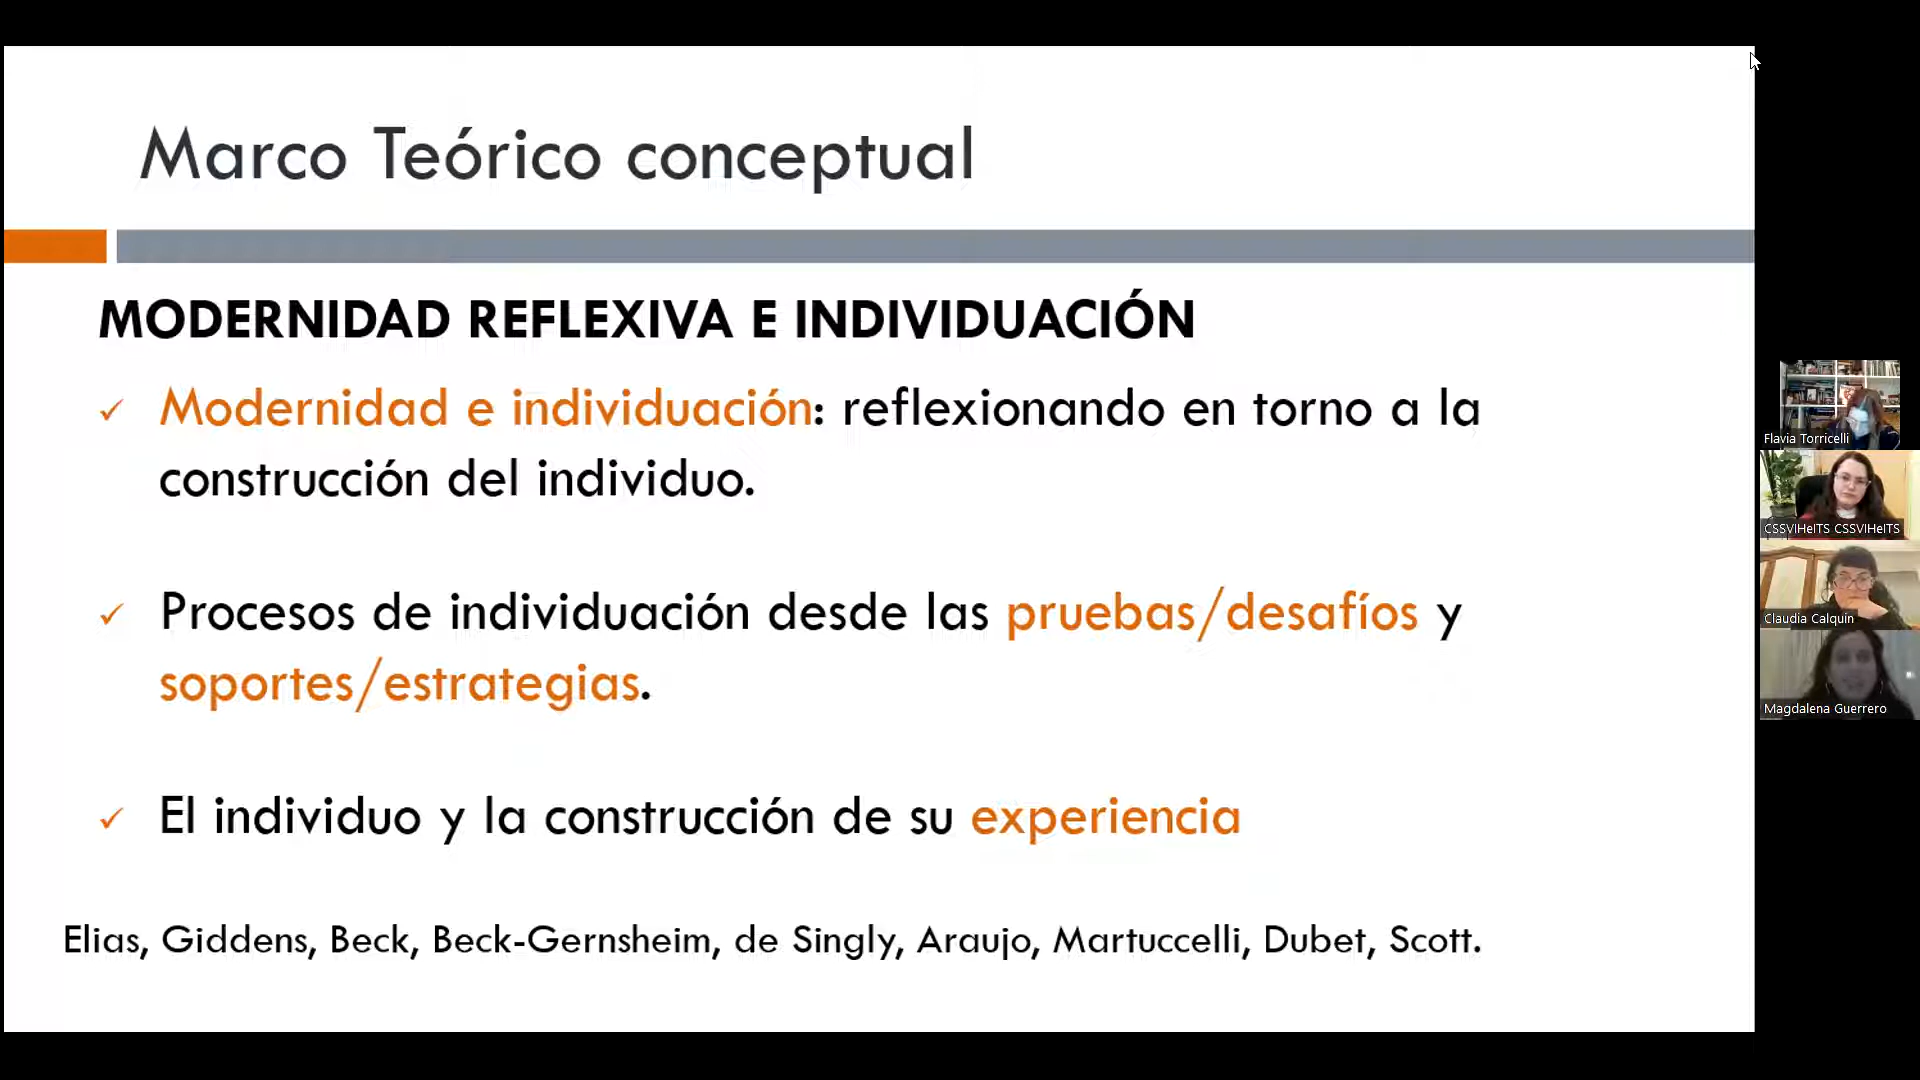 Marco Teórico conceptual
MODERNIDAD REFLEXIVA E INDIVIDUACIÓN
✓ Modernidad e individuación: reflexionando en torno a la
construcción del individuo.
✓ Procesos de individuación desde las pruebas/desafíos y
soportes/estrategias.
✓ El individuo y la construcción de su experiencia
Elias, Giddens, Beck, Beck-Gernsheim, de Singly, Araujo, Martuccelli, Dubet, Scott.
Flavia Torricelli
CSSVIHeITS CSSVIHeITS
Claudia Calquín
Magdalena Guerrero